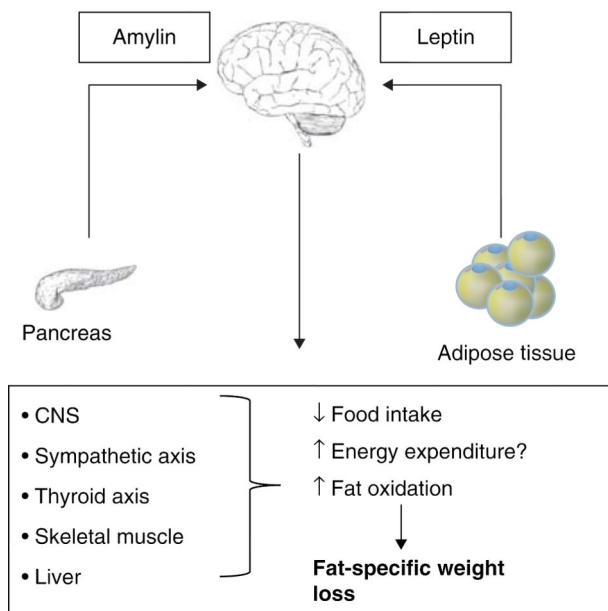 Amylin
Leptin
Pancreas
Adipose tissue
• CNS
• Sympathetic axis
• Thyroid axis
• Skeletal muscle
• Liver
↓ Food intake
↑ Energy expenditure?
↑ Fat oxidation
Fat-specific weight
loss